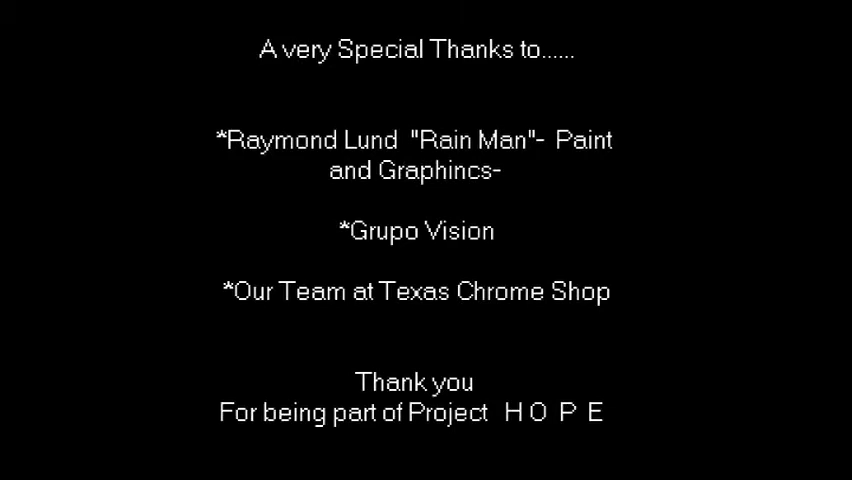 A very Special Thanks to......
*Raymond Lund "Rain Man"- Paint
and Graphincs-
*Grupo Vision
*Our Team at Texas Chrome Shop
Thank you
For being part of Project H O P E